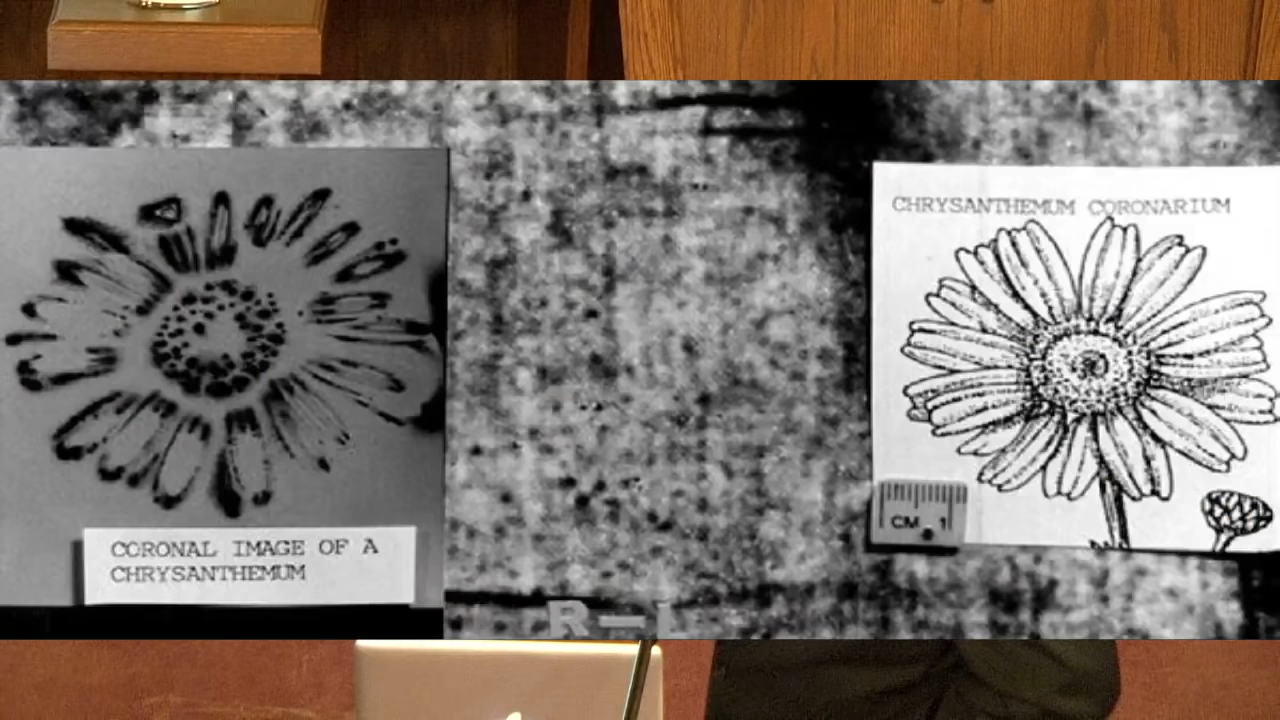 CHRYSANTHEMUM CORONARIUM
CM. 1
CORONAL IMAGE OF A
CHRYSANTHEMUM
R-L